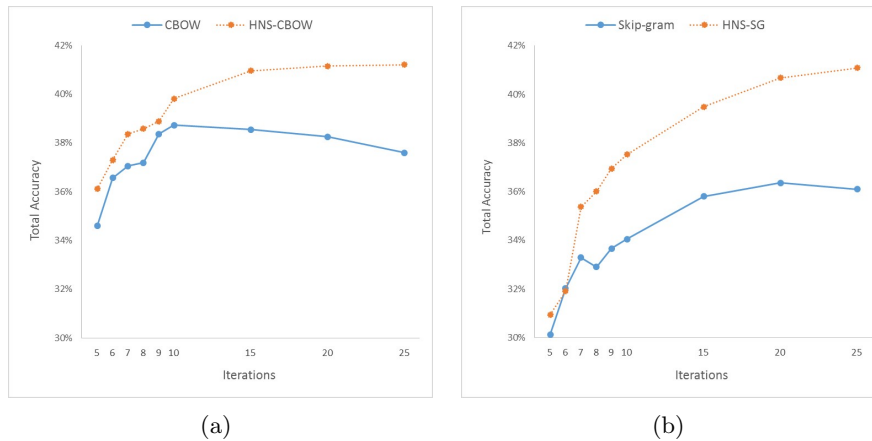 CBOW HNS-CBOW
42%
40%
38%
36%
34%
32%
30%
Total Accuracy
5 6 7 8 9 10 15 20 25
Iterations
(a)
Skip-gram HNS-SG
42%
40%
38%
36%
34%
32%
30%
Total Accuracy
5 6 7 8 9 10 15 20 25
Iterations
(b)